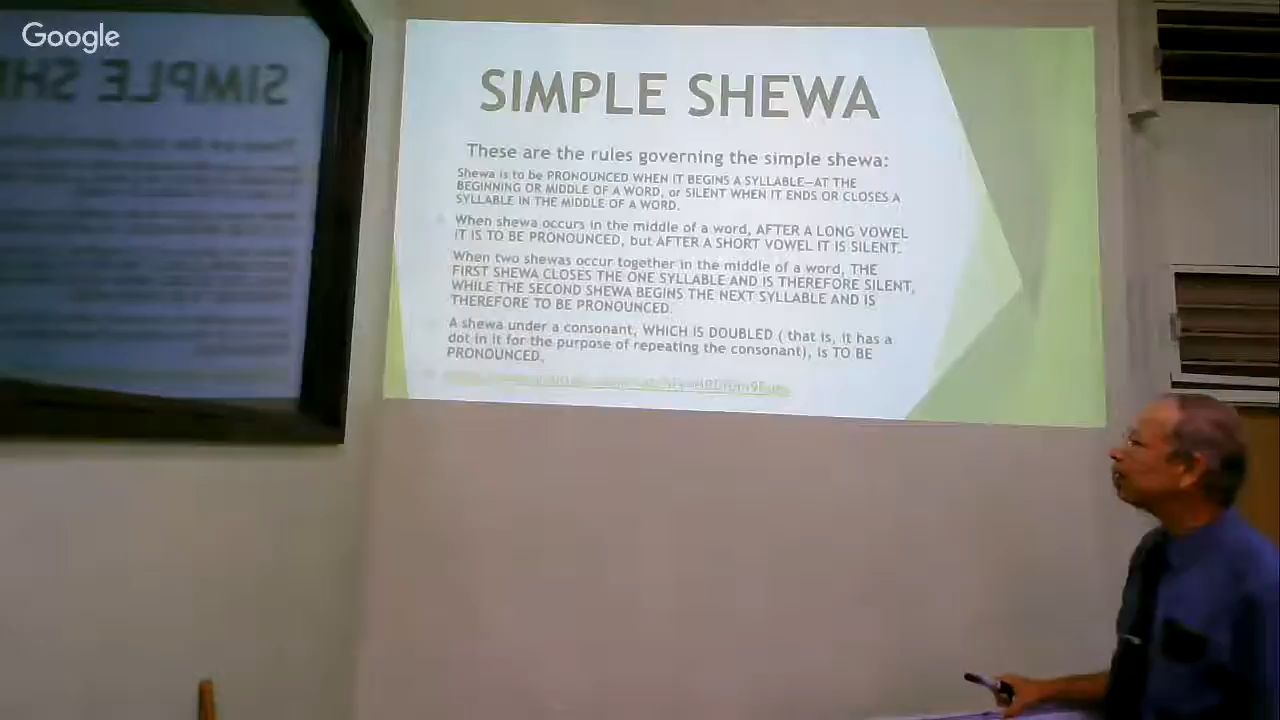 Google
SIMPLE SHEWA
These are the rules governing the simple shewa:
Shewa is to be PRONOUNCED WHEN IT BEGINS A SYLLABLE—AT THE
BEGINNING OR MIDDLE OF A WORD, or SILENT WHEN IT ENDS OR CLOSES A
SYLLABLE IN THE MIDDLE OF A WORD.
When shewa occurs in the middle of a word, AFTER A LONG VOWEL
IT IS TO BE PRONOUNCED, but AFTER A SHORT VOWEL IT IS SILENT.
When two shewas occur together in the middle of a word, THE
FIRST SHEWA CLOSES THE ONE SYLLABLE AND IS THEREFORE SILENT,
WHILE THE SECOND SHEWA BEGINS THE NEXT SYLLABLE AND IS
THEREFORE TO BE PRONOUNCED.
A shewa under a consonant, WHICH IS DOUBLED ( that is, it has a
dot in it for the purpose of repeating the consonant), is TO BE
PRONOUNCED.
SIMPLE SHE